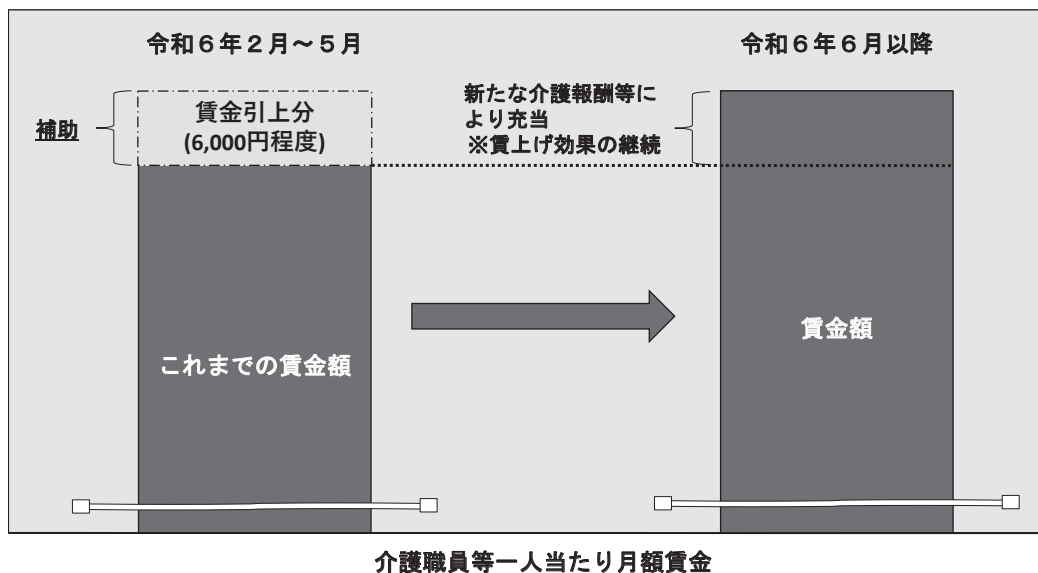 令和６年２月～５月
令和６年６月以降
補助
賃金引上分
(6,000円程度)
新たな介護報酬等に
より充当
※賃上げ効果の継続
これまでの賃金額
賃金額
介護職員等一人当たり月額賃金